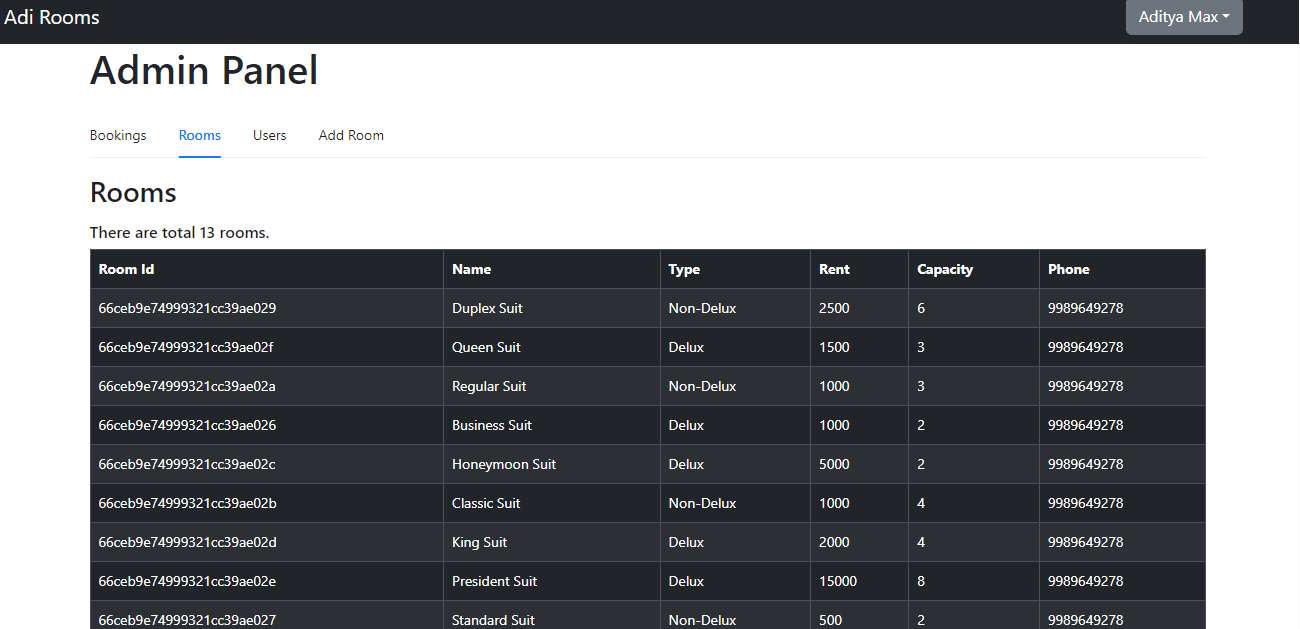 Adi Rooms Aditya Max
Admin Panel
Bookings Rooms Users Add Room
Rooms
There are total 13 rooms.
Room Id Name Type Rent Capacity Phone
66ceb9e74999321cc39ae029 Duplex Suit Non-Delux 2500 6 9989649278
66ceb9e74999321cc39ae02f Queen Suit Delux 1500 3 9989649278
66ceb9e74999321cc39ae02a Regular Suit Non-Delux 1000 3 9989649278
66ceb9e74999321cc39ae026 Business Suit Delux 1000 2 9989649278
66ceb9e74999321cc39ae02c Honeymoon Suit Delux 5000 2 9989649278
66ceb9e74999321cc39ae02b Classic Suit Non-Delux 1000 4 9989649278
66ceb9e74999321cc39ae02d King Suit Delux 2000 4 9989649278
66ceb9e74999321cc39ae02e President Suit Delux 15000 8 9989649278
66ceb9e74999321cc39ae027 Standard Suit Non-Delux 500 2 9989649278